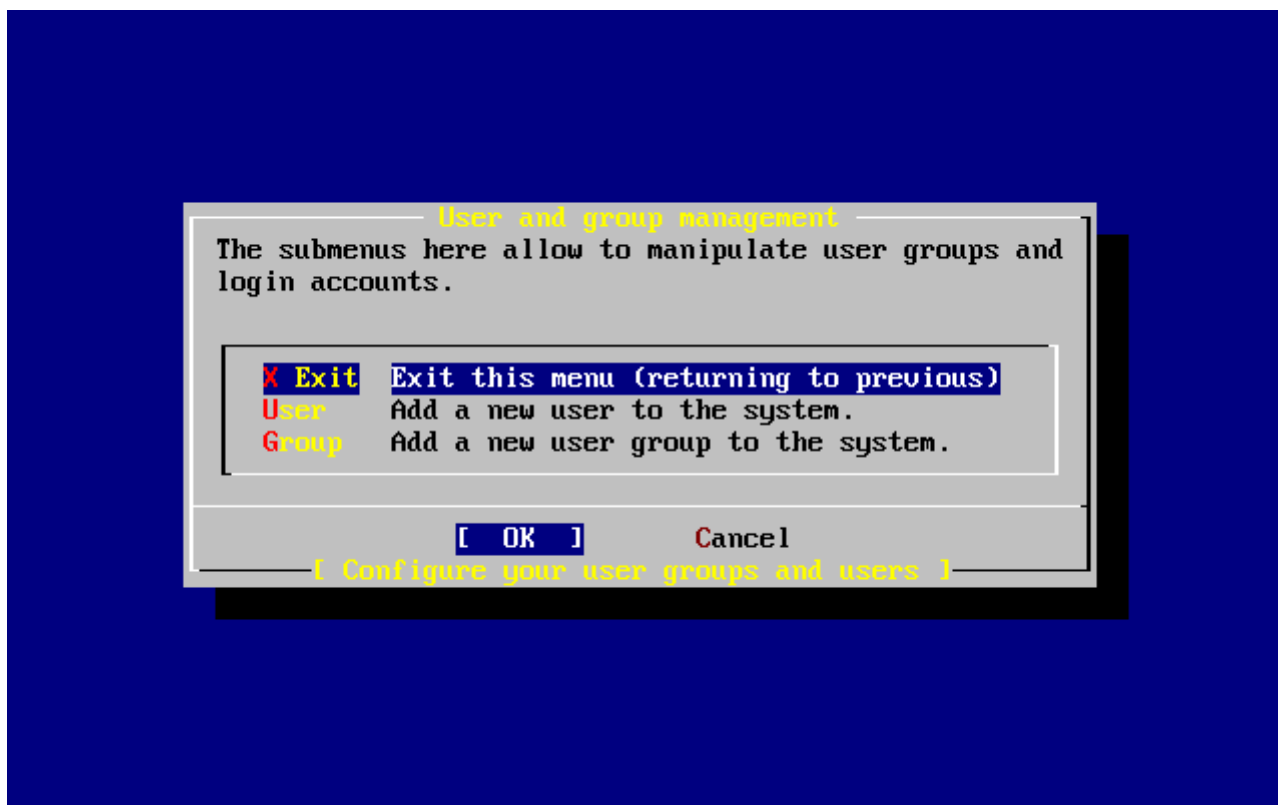 User and group management
The submenus here allow to manipulate user groups and
login accounts.
X Exit Exit this menu (returning to previous)
User Add a new user to the system.
Group Add a new user group to the system.
[ OK ] Cancel
[ Configure your user groups and users ]